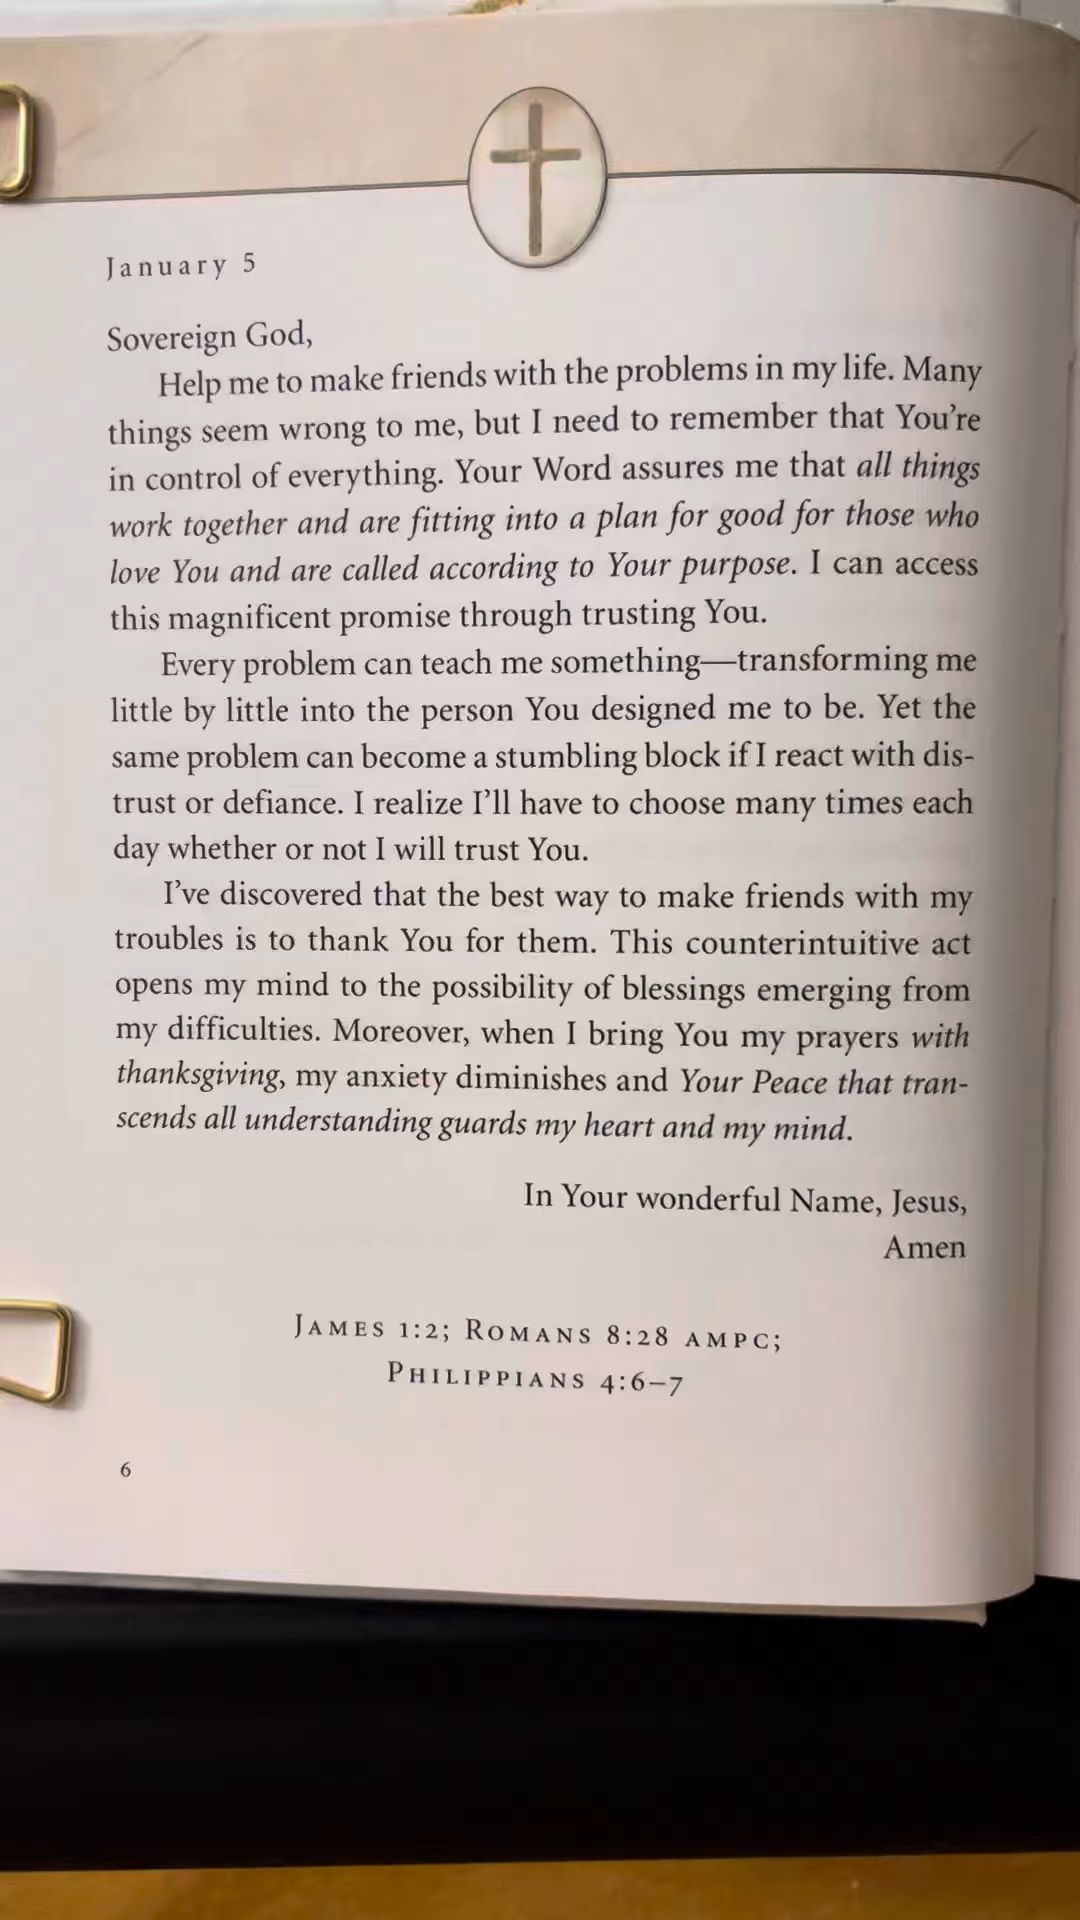 January 5
Sovereign God,
Help me to make friends with the problems in my life. Many
things seem wrong to me, but I need to remember that You’re
in control of everything. Your Word assures me that all things
work together and are fitting into a plan for good for those who
love You and are called according to Your purpose. I can access
this magnificent promise through trusting You.
Every problem can teach me something—transforming me
little by little into the person You designed me to be. Yet the
same problem can become a stumbling block if I react with dis-
trust or defiance. I realize I’ll have to choose many times each
day whether or not I will trust You.
I’ve discovered that the best way to make friends with my
troubles is to thank You for them. This counterintuitive act
opens my mind to the possibility of blessings emerging from
my difficulties. Moreover, when I bring You my prayers with
thanksgiving, my anxiety diminishes and Your Peace that tran-
scends all understanding guards my heart and my mind.
In Your wonderful Name, Jesus,
Amen
James 1:2; Romans 8:28 AMPC;
Philippians 4:6–7
6